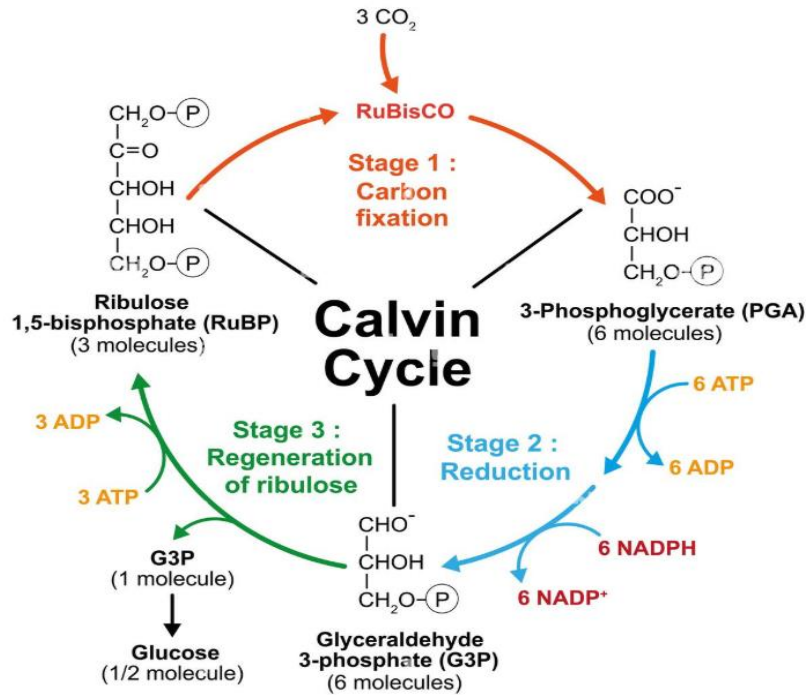 3 CO₂
RuBisCO
Stage 1 :
Carbon
fixation
CH₂O-P
C=O
CHOH
CHOH
CH₂O-P
Ribulose
1,5-bisphosphate (RuBP)
(3 molecules)
COO⁻
CHOH
CH₂O-P
3-Phosphoglycerate (PGA)
(6 molecules)
Calvin
Cycle
6 ATP
6 ADP
Stage 2 :
Reduction
6 NADPH
6 NADP⁺
CHO⁻
CHOH
CH₂O-P
Glyceraldehyde
3-phosphate (G3P)
(6 molecules)
Stage 3 :
Regeneration
of ribulose
3 ADP
3 ATP
G3P
(1 molecule)
Glucose
(1/2 molecule)